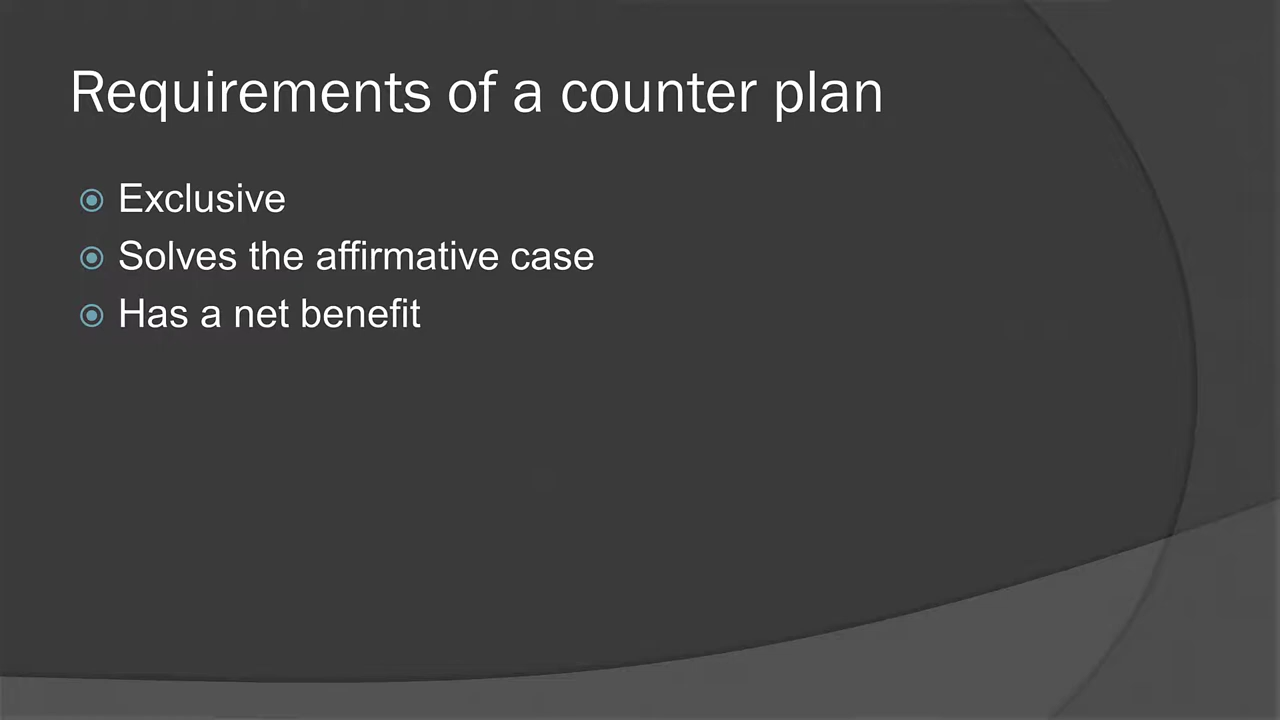 Requirements of a counter plan
Exclusive
Solves the affirmative case
Has a net benefit